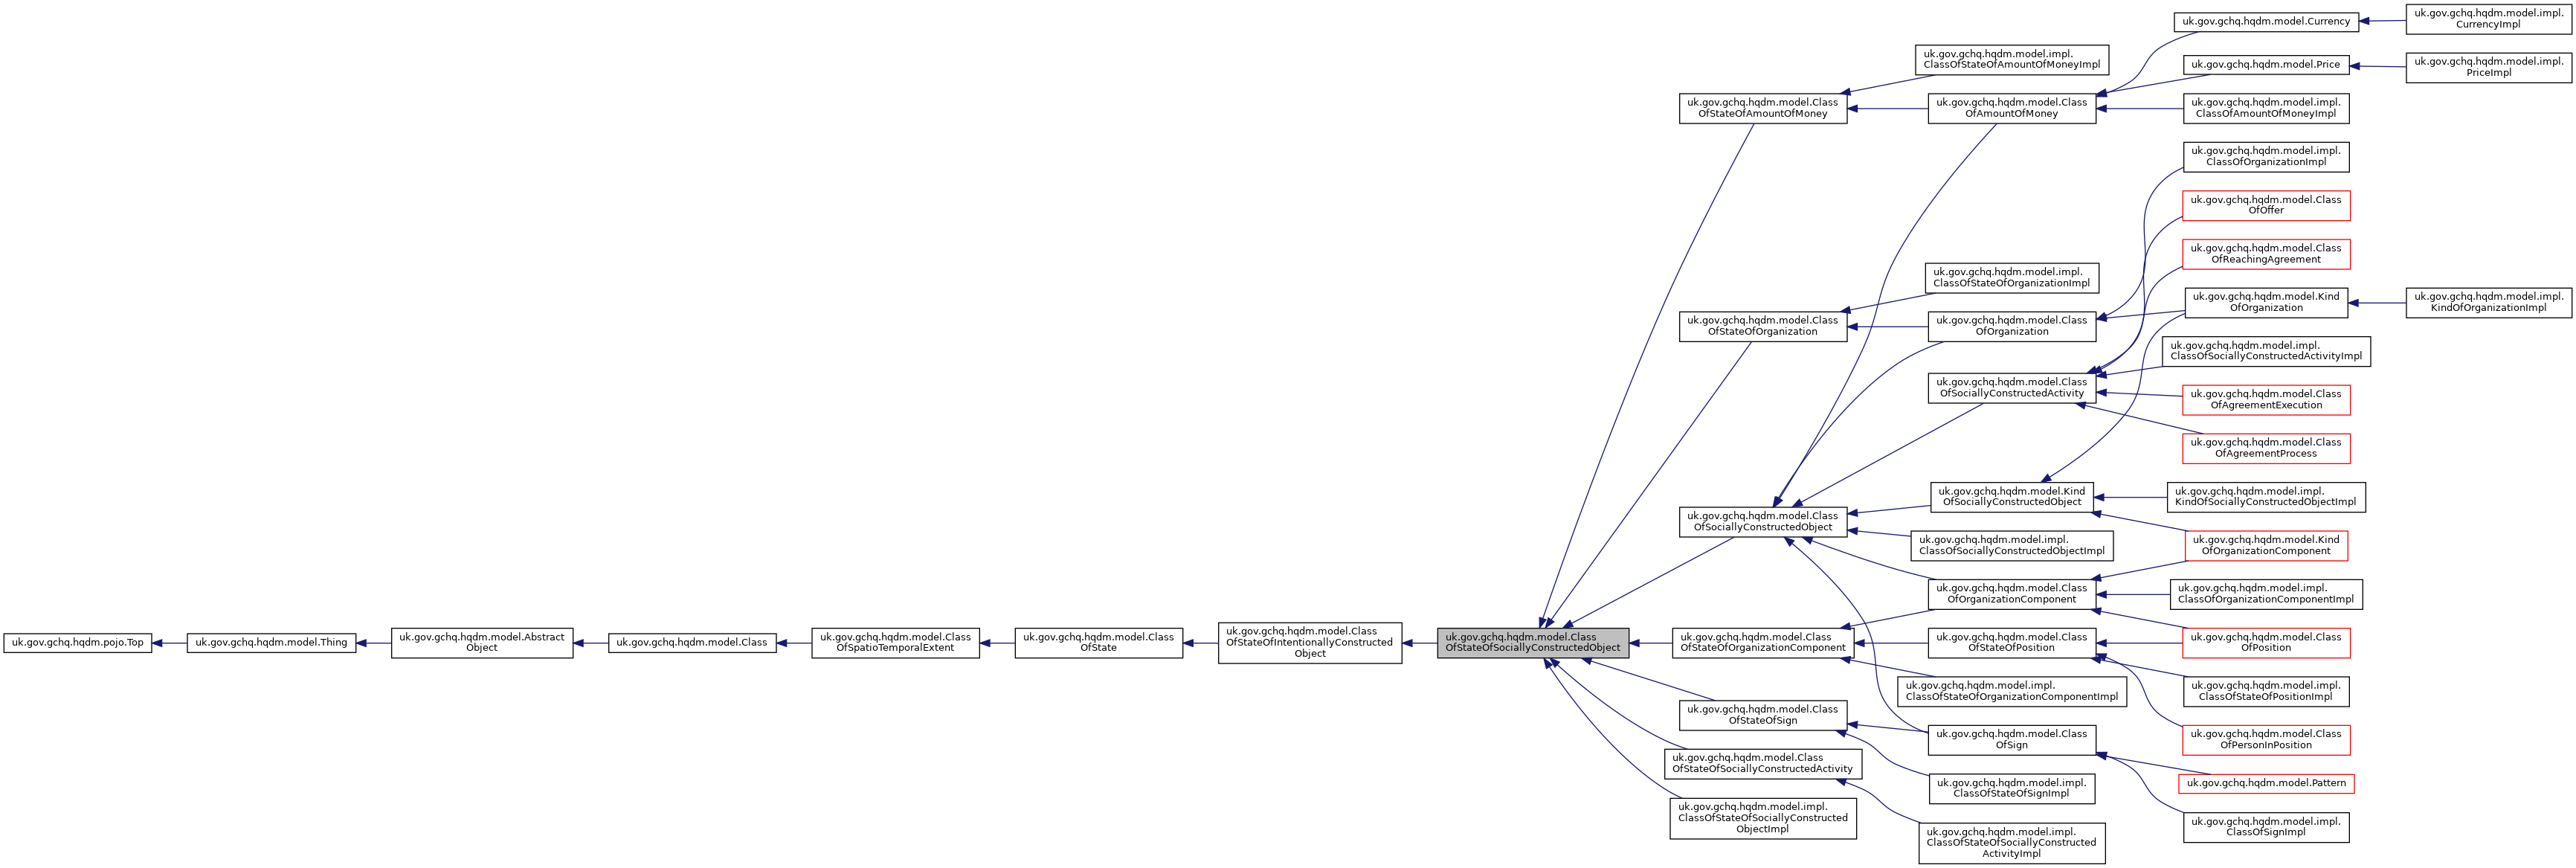 uk.gov.gchq.hqdm.pojo.Top
uk.gov.gchq.hqdm.model.Thing
uk.gov.gchq.hqdm.model.Abstract
Object
uk.gov.gchq.hqdm.model.Class
uk.gov.gchq.hqdm.model.Class
OfSpatioTemporalExtent
uk.gov.gchq.hqdm.model.Class
OfState
uk.gov.gchq.hqdm.model.Class
OfStateOfIntentionallyConstructed
Object
uk.gov.gchq.hqdm.model.Class
OfStateOfSociallyConstructedObject
uk.gov.gchq.hqdm.model.Class
OfStateOfAmountOfMoney
uk.gov.gchq.hqdm.model.Class
OfStateOfOrganization
uk.gov.gchq.hqdm.model.Class
OfSociallyConstructedObject
uk.gov.gchq.hqdm.model.Class
OfStateOfOrganizationComponent
uk.gov.gchq.hqdm.model.Class
OfStateOfSign
uk.gov.gchq.hqdm.model.Class
OfStateOfSociallyConstructedActivity
uk.gov.gchq.hqdm.model.impl.
ClassOfStateOfSociallyConstructed
ObjectImpl
uk.gov.gchq.hqdm.model.impl.
ClassOfStateOfAmountOfMoneyImpl
uk.gov.gchq.hqdm.model.Class
OfAmountOfMoney
uk.gov.gchq.hqdm.model.impl.
ClassOfStateOfOrganizationImpl
uk.gov.gchq.hqdm.model.Class
OfOrganization
uk.gov.gchq.hqdm.model.Class
OfSociallyConstructedActivity
uk.gov.gchq.hqdm.model.Kind
OfSociallyConstructedObject
uk.gov.gchq.hqdm.model.impl.
ClassOfSociallyConstructedObjectImpl
uk.gov.gchq.hqdm.model.Class
OfOrganizationComponent
uk.gov.gchq.hqdm.model.Class
OfStateOfPosition
uk.gov.gchq.hqdm.model.impl.
ClassOfStateOfOrganizationComponentImpl
uk.gov.gchq.hqdm.model.Class
OfSign
uk.gov.gchq.hqdm.model.impl.
ClassOfStateOfSignImpl
uk.gov.gchq.hqdm.model.impl.
ClassOfStateOfSociallyConstructed
ActivityImpl
uk.gov.gchq.hqdm.model.Currency
uk.gov.gchq.hqdm.model.Price
uk.gov.gchq.hqdm.model.impl.
ClassOfAmountOfMoneyImpl
uk.gov.gchq.hqdm.model.impl.
ClassOfOrganizationImpl
uk.gov.gchq.hqdm.model.Class
OfOffer
uk.gov.gchq.hqdm.model.Class
OfReachingAgreement
uk.gov.gchq.hqdm.model.Kind
OfOrganization
uk.gov.gchq.hqdm.model.impl.
ClassOfSociallyConstructedActivityImpl
uk.gov.gchq.hqdm.model.Class
OfAgreementExecution
uk.gov.gchq.hqdm.model.Class
OfAgreementProcess
uk.gov.gchq.hqdm.model.impl.
KindOfSociallyConstructedObjectImpl
uk.gov.gchq.hqdm.model.Kind
OfOrganizationComponent
uk.gov.gchq.hqdm.model.impl.
ClassOfOrganizationComponentImpl
uk.gov.gchq.hqdm.model.Class
OfPosition
uk.gov.gchq.hqdm.model.impl.
ClassOfStateOfPositionImpl
uk.gov.gchq.hqdm.model.Class
OfPersonInPosition
uk.gov.gchq.hqdm.model.Pattern
uk.gov.gchq.hqdm.model.impl.
ClassOfSignImpl
uk.gov.gchq.hqdm.model.impl.
CurrencyImpl
uk.gov.gchq.hqdm.model.impl.
PriceImpl
uk.gov.gchq.hqdm.model.impl.
KindOfOrganizationImpl